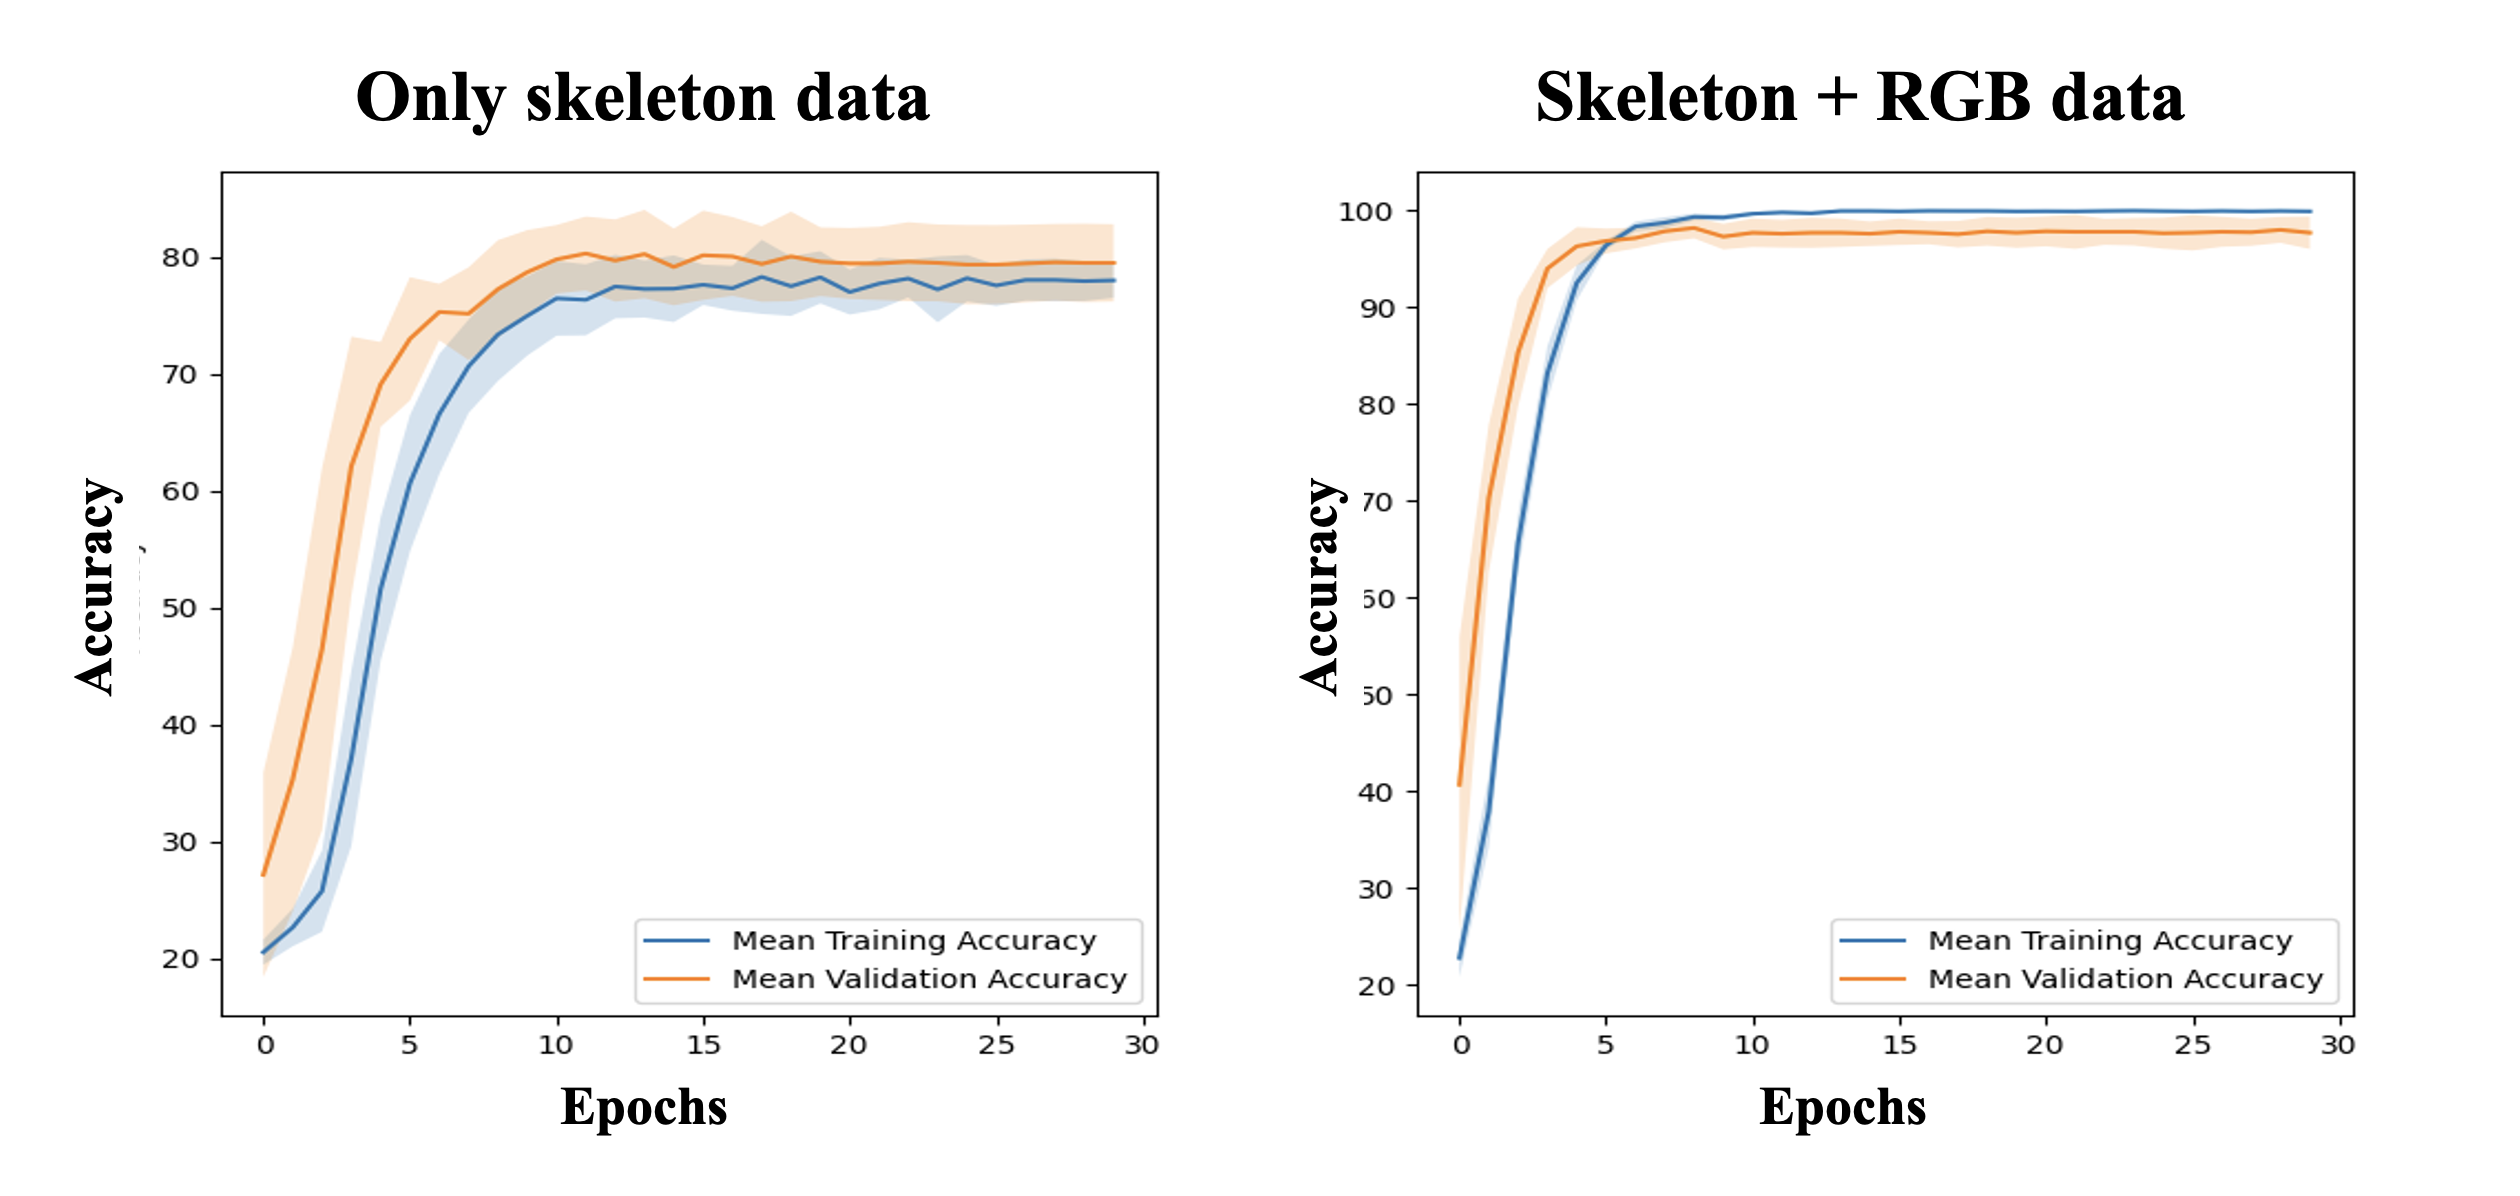 Only skeleton data
Accuracy
80
70
60
50
40
30
20
Mean Training Accuracy
Mean Validation Accuracy
0 5 10 15 20 25 30
Epochs
Skeleton + RGB data
Accuracy
100
90
80
70
60
50
40
30
20
Mean Training Accuracy
Mean Validation Accuracy
0 5 10 15 20 25 30
Epochs